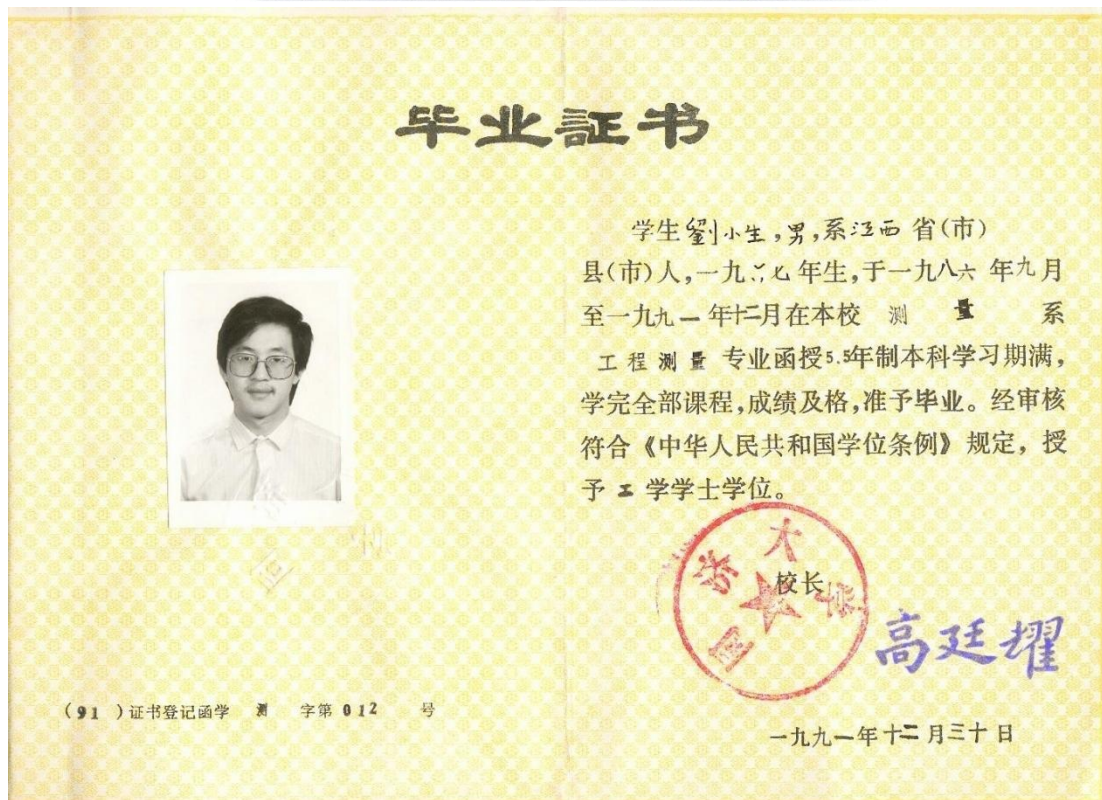 毕业証书
学生劉小生,男,系江西省(市)
县(市)人,一九六七年生,于一九八六年九月
至一九九一年十二月在本校 测量 系
工程测量 专业函授5.5年制本科学习期满,
学完全部课程,成绩及格,准予毕业。经审核
符合《中华人民共和国学位条例》规定,授
予工学学士学位。
同济大学
校长
高廷耀
(91)证书登记函学 测 字第 012 号
一九九一年十二月三十日